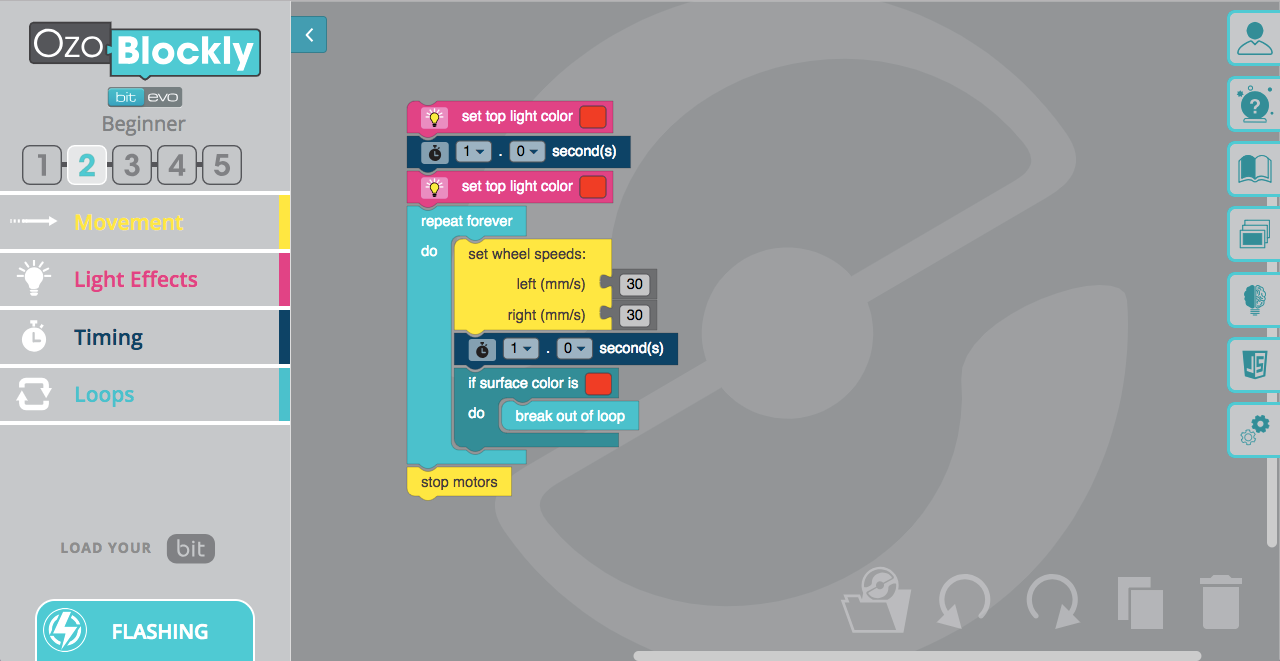 Ozo Blockly
bit evo
Beginner
1 2 3 4 5
Movement
Light Effects
Timing
Loops
LOAD YOUR bit
FLASHING
set top light color
1 . 0 second(s)
set top light color
repeat forever
do
set wheel speeds:
left (mm/s) 30
right (mm/s) 30
1 . 0 second(s)
if surface color is
do break out of loop
stop motors
?
JS